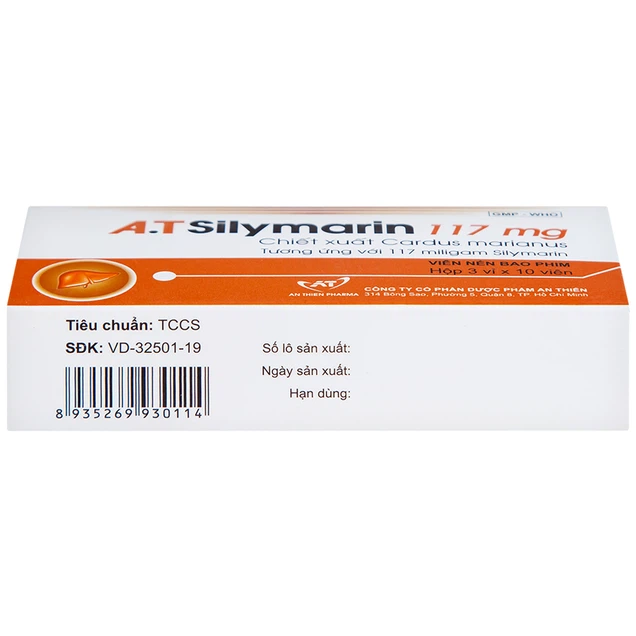 GMP - WHO
A.T Silymarin 117 mg
Chiết xuất Cardus marianus
Tương ứng với 117 miligam Silymarin
VIÊN NÉN BAO PHIM
Hộp 3 vỉ x 10 viên
AT
AN THIEN PHARMA
CÔNG TY CỔ PHẦN DƯỢC PHẨM AN THIÊN
314 Bông Sao, Phường 5, Quận 8, TP. Hồ Chí Minh
Tiêu chuẩn: TCCS
SĐK: VD-32501-19
Số lô sản xuất:
Ngày sản xuất:
Hạn dùng:
8 935269 930114